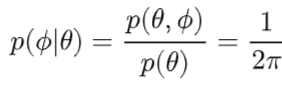 p(ϕ|θ) = p(θ, ϕ) / p(θ) = 1 / 2π